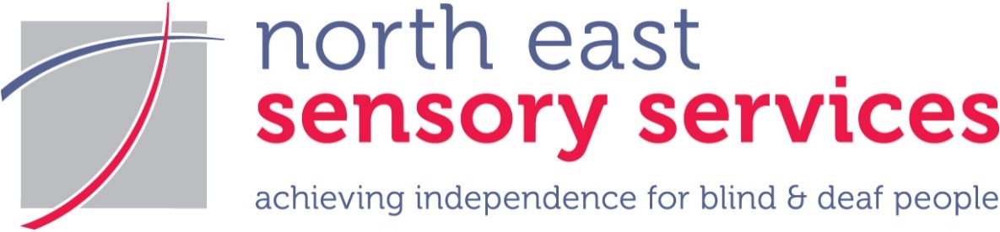 north east
sensory services
achieving independence for blind & deaf people